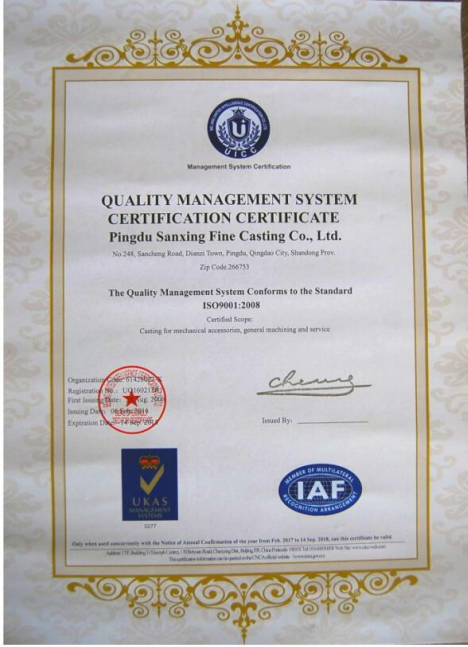 UICC
Management System Certification
QUALITY MANAGEMENT SYSTEM
CERTIFICATION CERTIFICATE
Pingdu Sanxing Fine Casting Co., Ltd.
No.248, Sancheng Road, Dianzi Town, Pingdu, Qingdao City, Shandong Prov.
Zip Code.266753
The Quality Management System Conforms to the Standard
ISO9001:2008
Certified Scope:
Casting for mechanical accessories, general machining and service
Organization
Registration No.:
First Issuing Date: Aug. 
Issuing Date:
Expiration Date: 14 Sep.
Issued By:
UKAS
MANAGEMENT
SYSTEMS
0277
MEMBER OF MULTILATERAL
IAF
RECOGNITION ARRANGEMENT
Only when used concurrently with the Notice of Annual Confirmation of the year from Feb. 2017 to 14 Sep. 2018, can this certificate be valid.